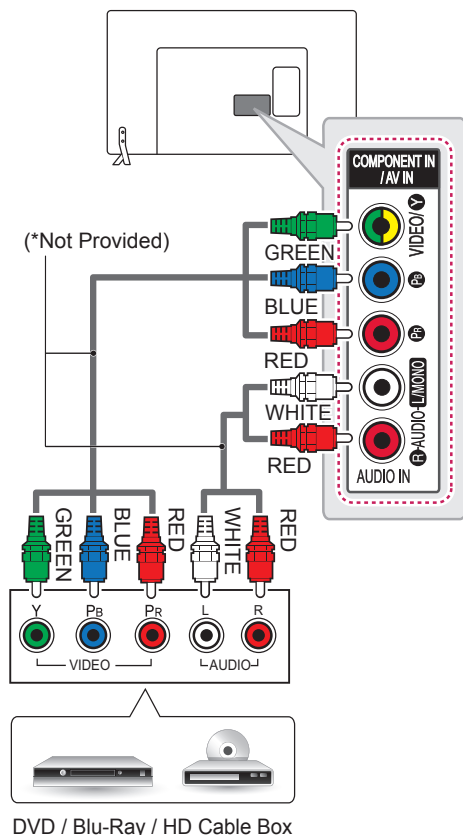 COMPONENT IN
/ AV IN
(*Not Provided)
GREEN
VIDEO/ Y
BLUE
PB
RED
PR
WHITE
L/MONO
RED
R-AUDIO-
AUDIO IN
GREEN
BLUE
RED
WHITE
RED
Y
PB
PR
L
R
VIDEO
AUDIO
DVD / Blu-Ray / HD Cable Box